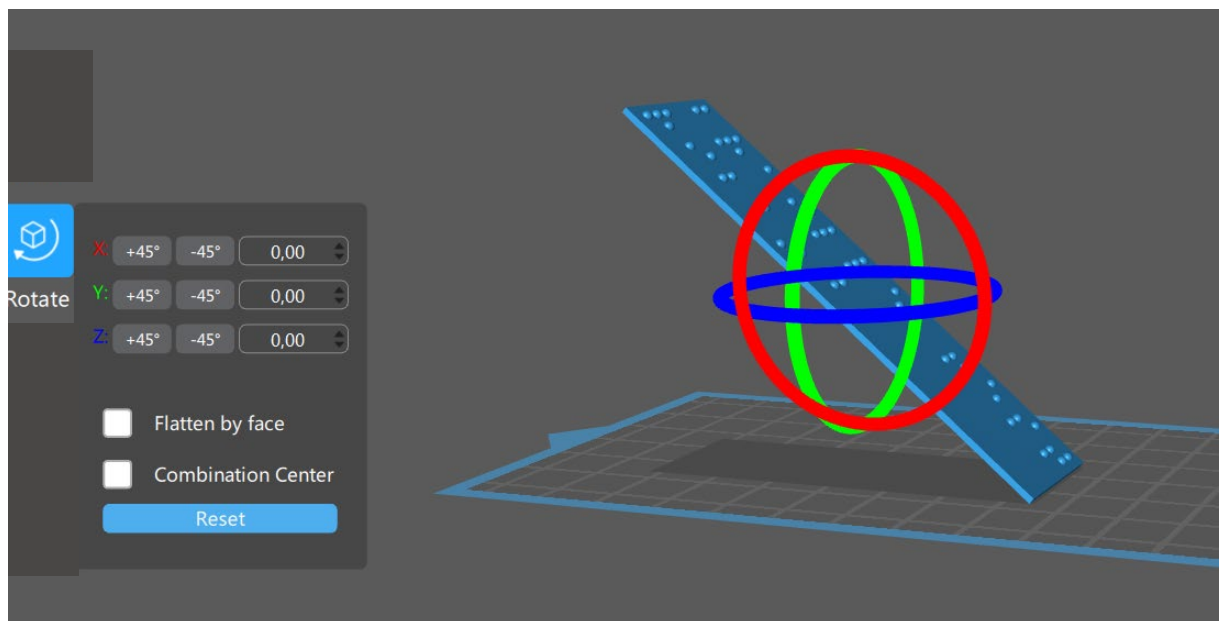 X: +45° -45° 0,00
Y: +45° -45° 0,00
Rotate
Z: +45° -45° 0,00
Flatten by face
Combination Center
Reset